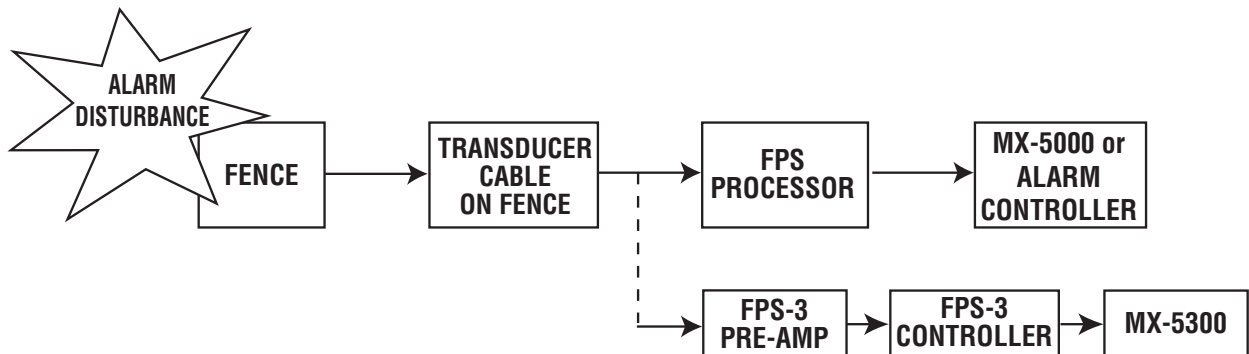 ALARM
DISTURBANCE
FENCE
TRANSDUCER
CABLE
ON FENCE
FPS
PROCESSOR
MX-5000 or
ALARM
CONTROLLER
FPS-3
PRE-AMP
FPS-3
CONTROLLER
MX-5300